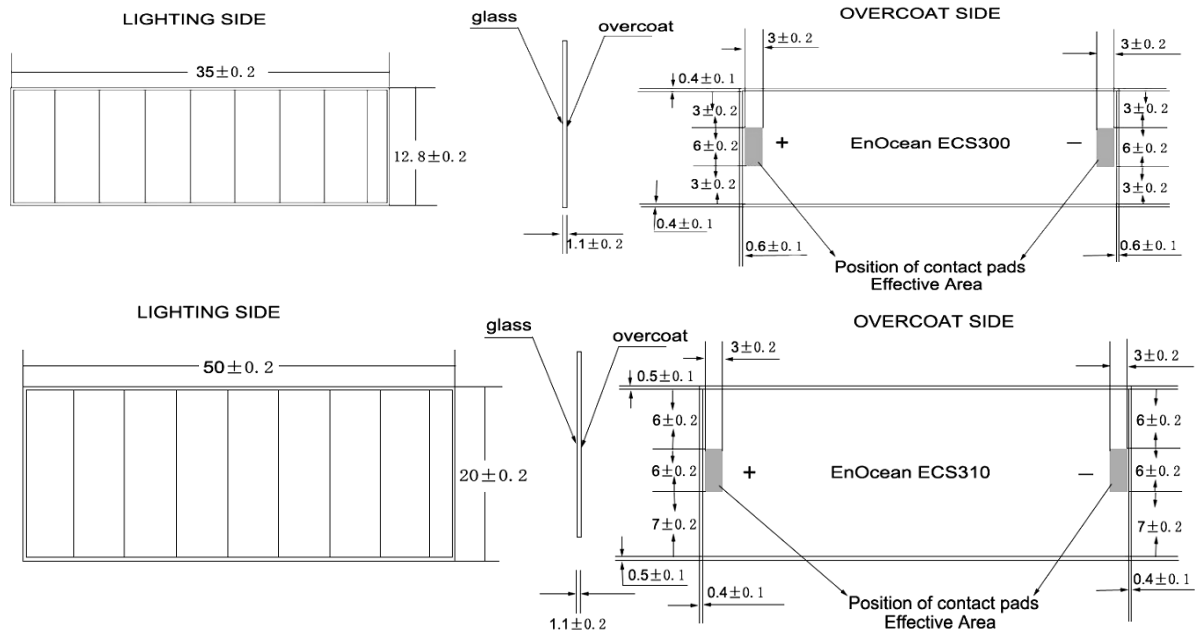 LIGHTING SIDE
glass
overcoat
OVERCOAT SIDE
3±0.2
3±0.2
35±0.2
0.4±0.1
3±0.2
3±0.2
12.8±0.2
6±0.2
+
EnOcean ECS300
−
6±0.2
3±0.2
3±0.2
0.4±0.1
1.1±0.2
0.6±0.1
0.6±0.1
Position of contact pads
Effective Area
LIGHTING SIDE
glass
overcoat
OVERCOAT SIDE
3±0.2
3±0.2
50±0.2
0.5±0.1
6±0.2
6±0.2
20±0.2
6±0.2
+
EnOcean ECS310
−
6±0.2
7±0.2
7±0.2
0.5±0.1
0.4±0.1
0.4±0.1
1.1±0.2
Position of contact pads
Effective Area